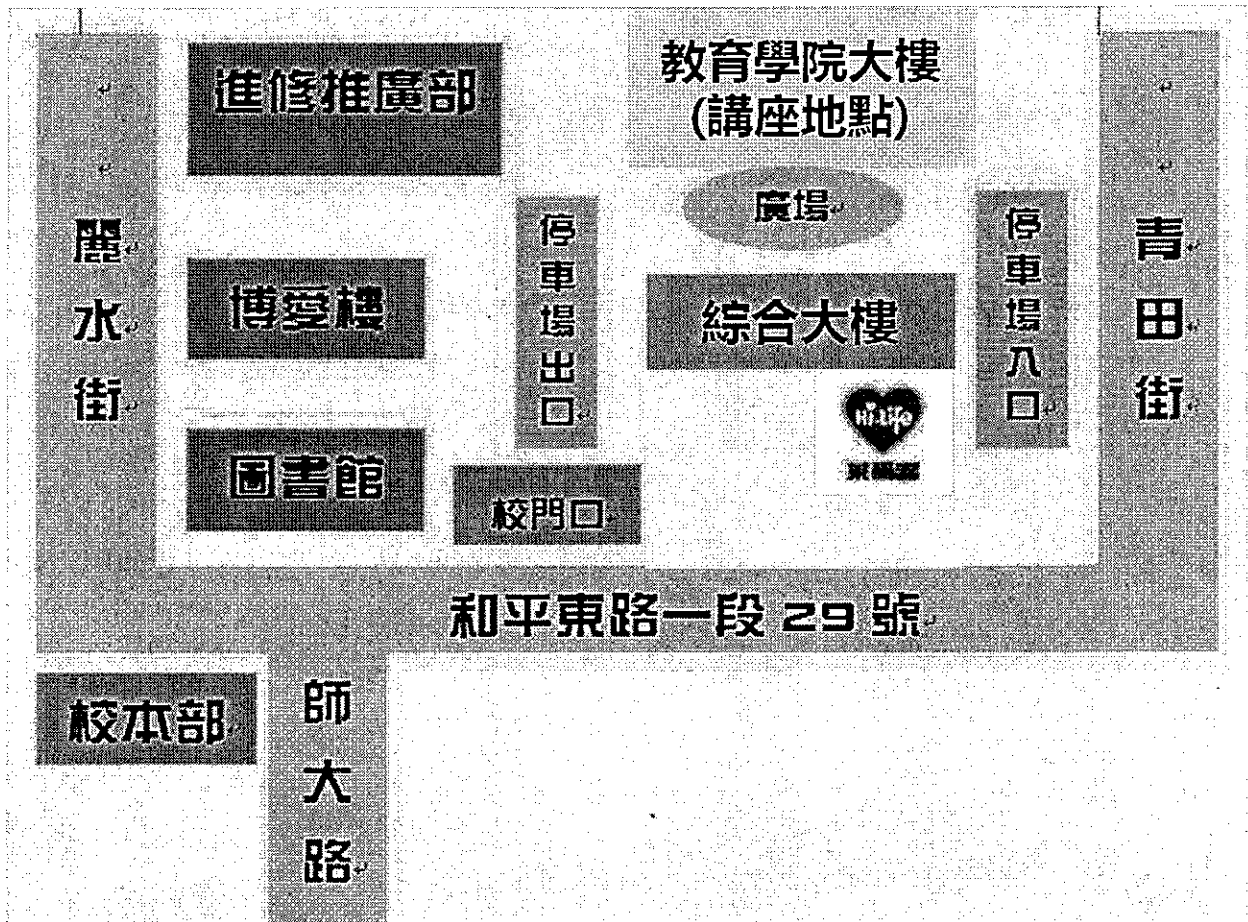 進修推廣部
教育學院大樓
(講座地點)
麗水街
停車場出口
廣場
停車場入口
青田街
博愛樓
綜合大樓
Hi-Life
萊爾富
圖書館
校門口
和平東路一段 29 號
校本部
師大路